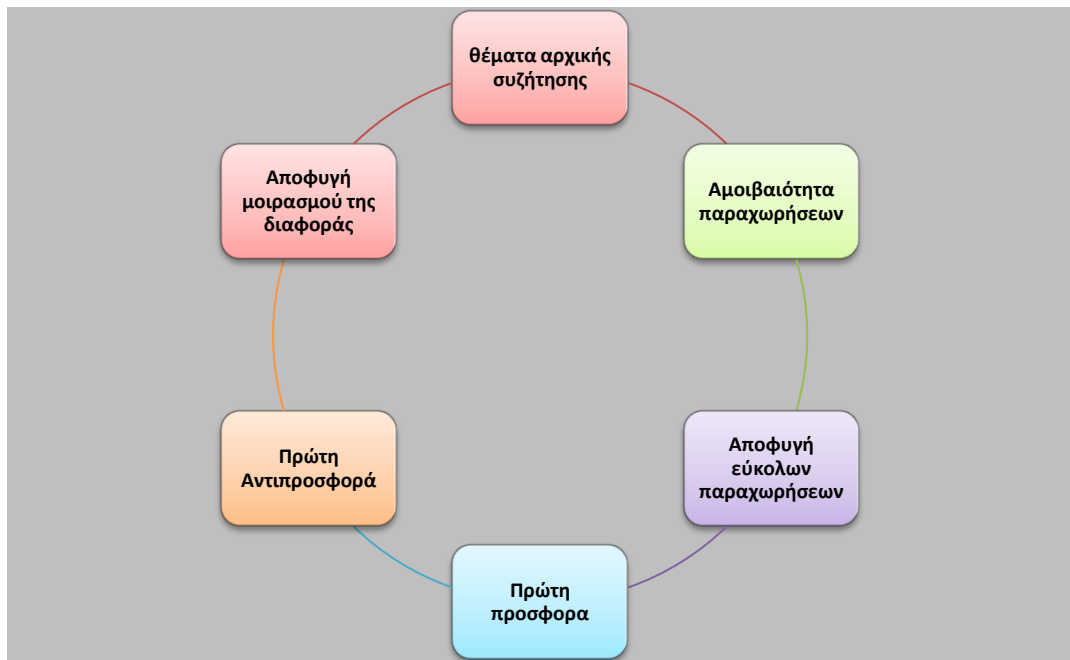 θέματα αρχικής
συζήτησης
Αμοιβαιότητα
παραχωρήσεων
Αποφυγή
εύκολων
παραχωρήσεων
Πρώτη
προσφορα
Πρώτη
Αντιπροσφορά
Αποφυγή
μοιρασμού της
διαφοράς